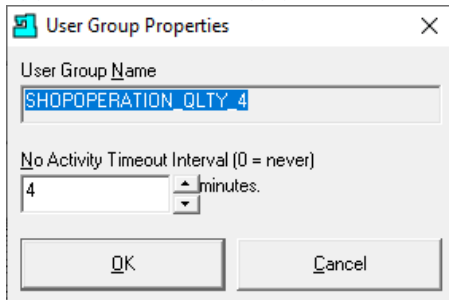 User Group Properties
User Group Name
SHOPOPERATION_QLTY_4
No Activity Timeout Interval (0 = never)
4 minutes.
OK Cancel